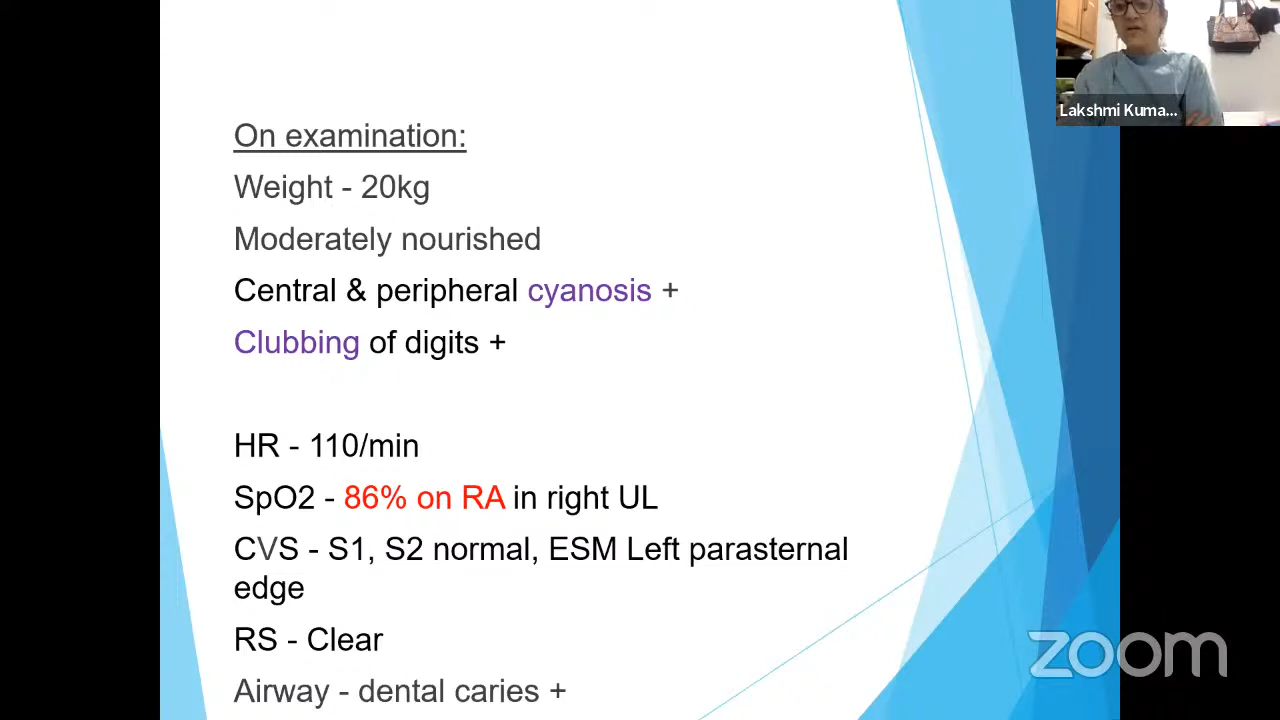 Lakshmi Kuma...
On examination:
Weight - 20kg
Moderately nourished
Central & peripheral cyanosis +
Clubbing of digits +
HR - 110/min
SpO2 - 86% on RA in right UL
CVS - S1, S2 normal, ESM Left parasternal
edge
RS - Clear
Airway - dental caries +
zoom